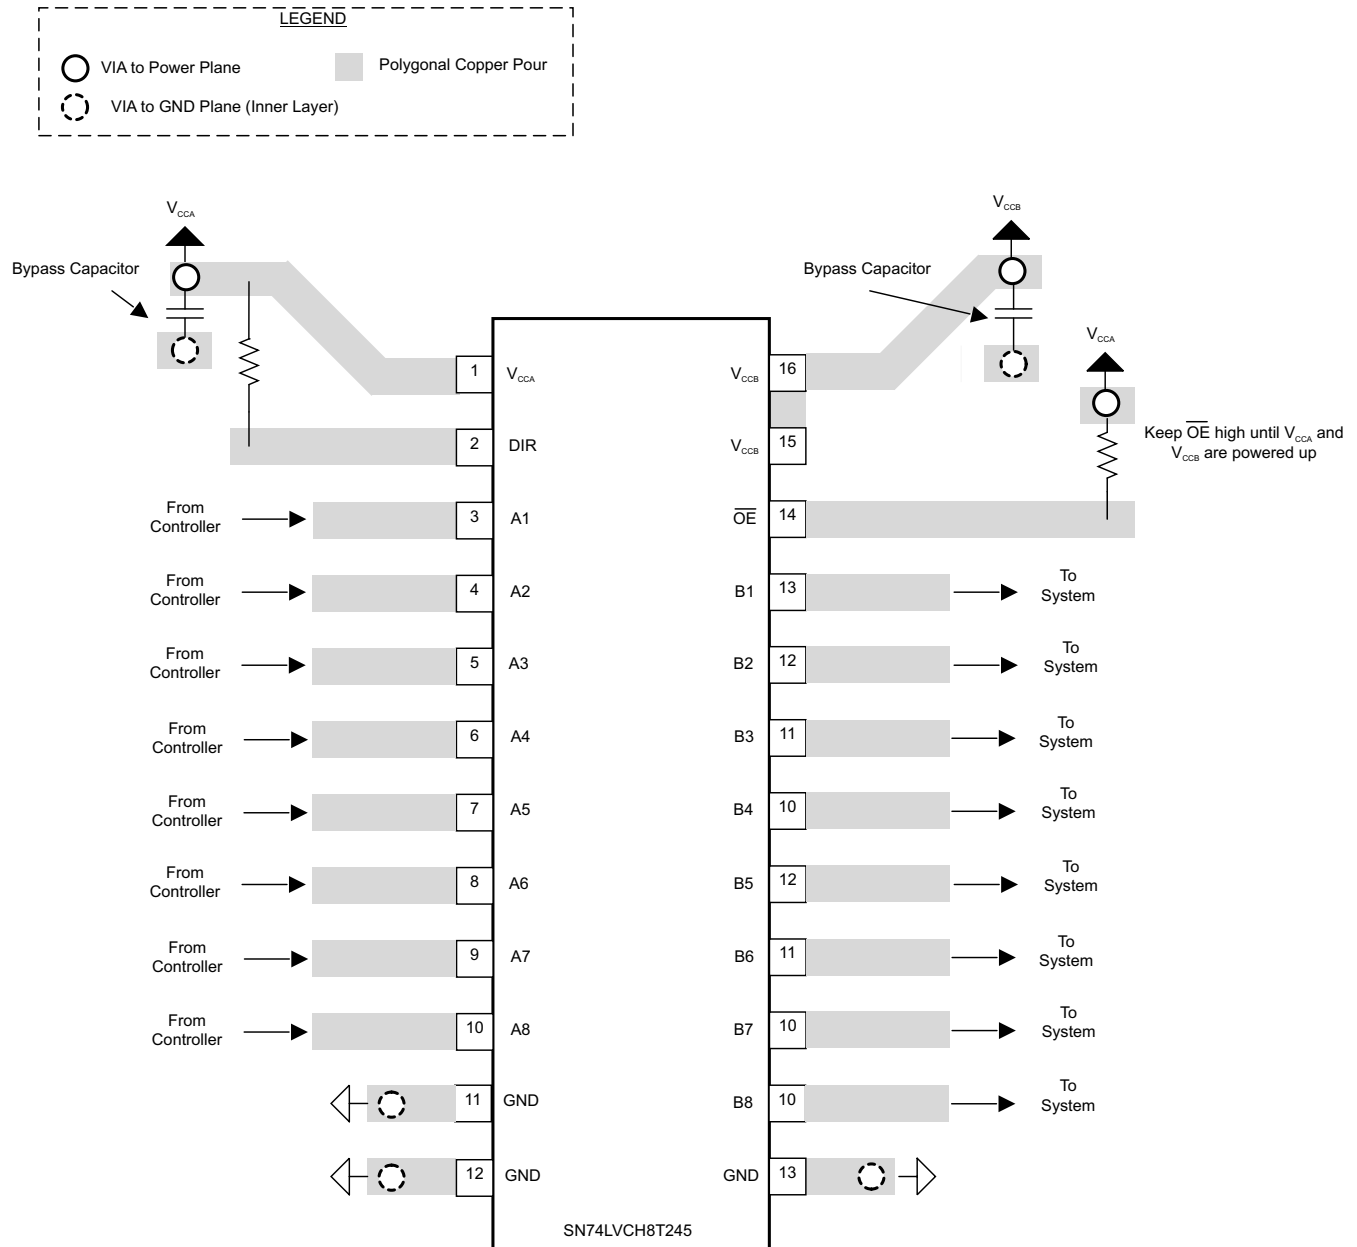 LEGEND
VIA to Power Plane
Polygonal Copper Pour
VIA to GND Plane (Inner Layer)
VCCA
Bypass Capacitor
VCCB
Bypass Capacitor
VCCA
Keep OE high until VCCA and
VCCB are powered up
1 VCCA
VCCB 16
2 DIR
VCCB 15
From
Controller
3 A1
OE 14
From
Controller
4 A2
B1 13
To
System
From
Controller
5 A3
B2 12
To
System
From
Controller
6 A4
B3 11
To
System
From
Controller
7 A5
B4 10
To
System
From
Controller
8 A6
B5 12
To
System
From
Controller
9 A7
B6 11
To
System
From
Controller
10 A8
B7 10
To
System
11 GND
B8 10
To
System
12 GND
GND 13
SN74LVCH8T245